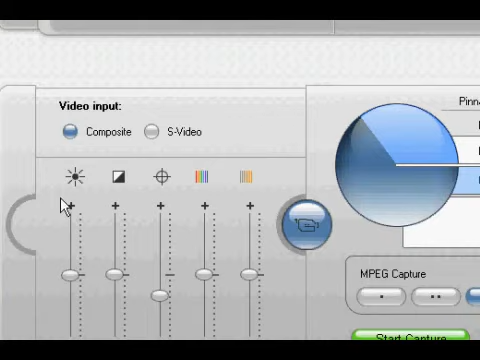 Video input:
Composite
S-Video
MPEG Capture
Start Capture